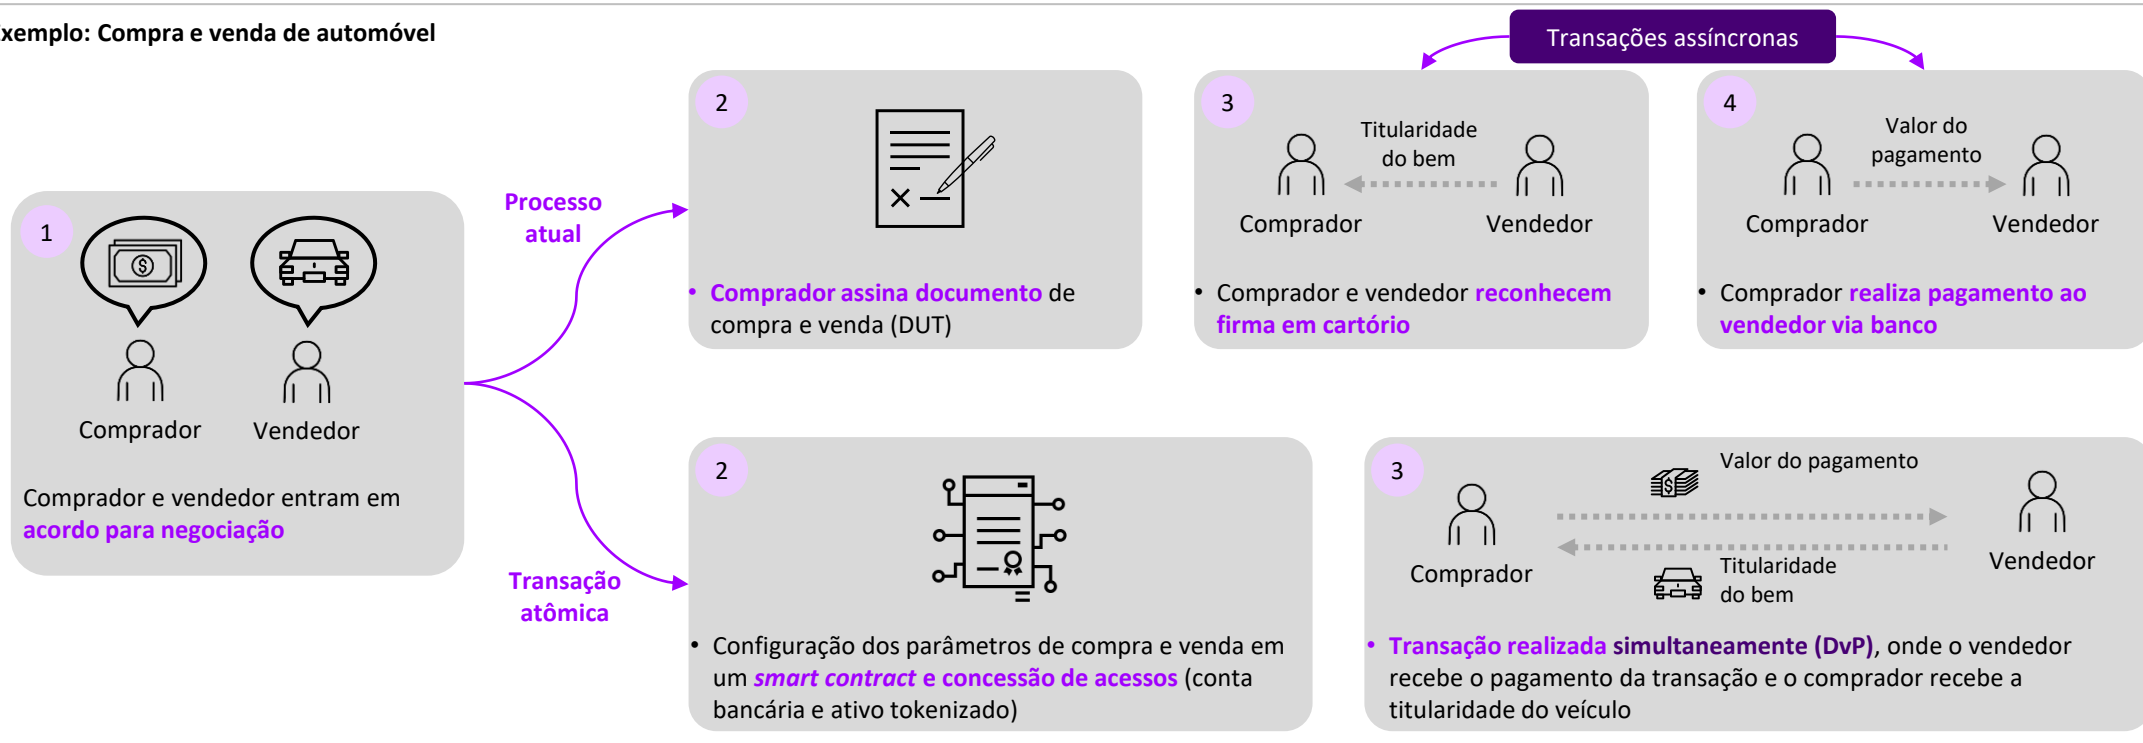 xemplo: Compra e venda de automóvel
Transações assíncronas
1
Comprador
Vendedor
Comprador e vendedor entram em
acordo para negociação
Processo
atual
2
• Comprador assina documento de
compra e venda (DUT)
3
Titularidade
do bem
Comprador
Vendedor
• Comprador e vendedor reconhecem
firma em cartório
4
Valor do
pagamento
Comprador
Vendedor
• Comprador realiza pagamento ao
vendedor via banco
Transação
atômica
2
• Configuração dos parâmetros de compra e venda em
um smart contract e concessão de acessos (conta
bancária e ativo tokenizado)
3
Valor do pagamento
Comprador
Vendedor
Titularidade
do bem
• Transação realizada simultaneamente (DvP), onde o vendedor
recebe o pagamento da transação e o comprador recebe a
titularidade do veículo